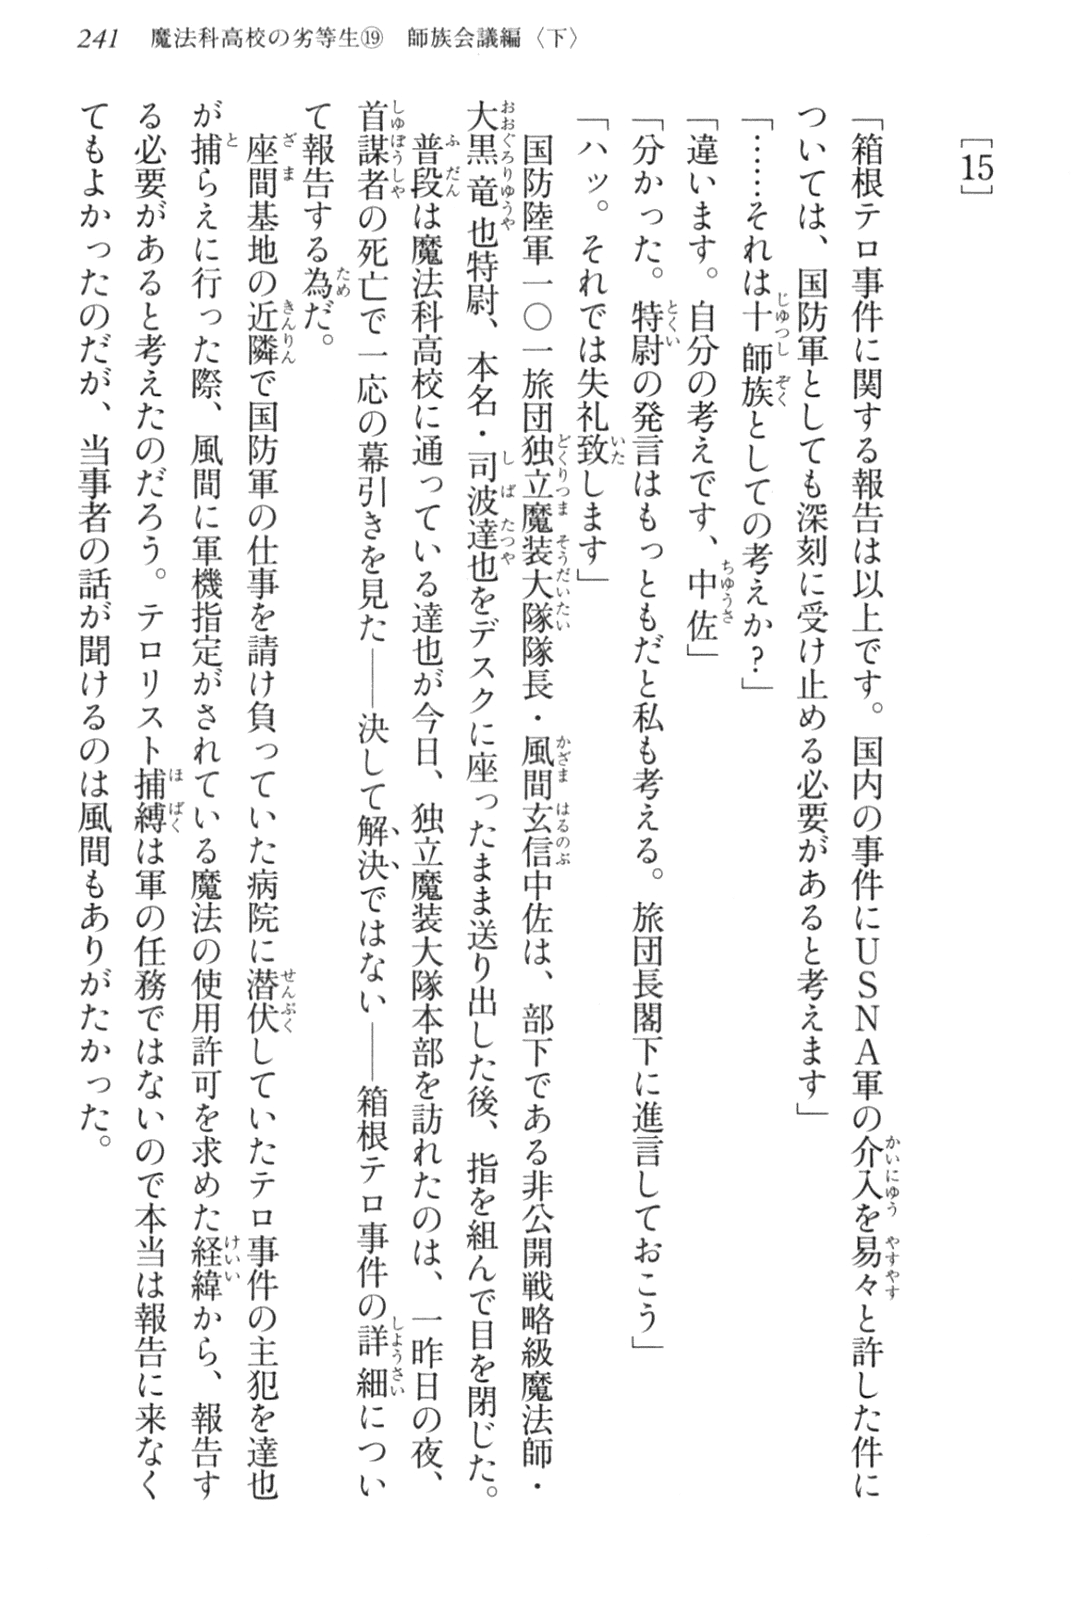 241　魔法科高校の劣等生⑲　師族会議編〈下〉
［15］
「箱根テロ事件に関する報告は以上です。国内の事件にＵＳＮＡ軍の介入を易々と許した件に
ついては、国防軍としても深刻に受け止める必要があると考えます」
「……それは十師族としての考えか？」
「違います。自分の考えです、中佐」
「分かった。特尉の発言はもっともだと私も考える。旅団長閣下に進言しておこう」
「ハッ。それでは失礼致します」
　国防陸軍一〇一旅団独立魔装大隊隊長・風間玄信中佐は、部下である非公開戦略級魔法師・
大黒竜也特尉、本名・司波達也をデスクに座ったまま送り出した後、指を組んで目を閉じた。
　普段は魔法科高校に通っている達也が今日、独立魔装大隊本部を訪れたのは、一昨日の夜、
首謀者の死亡で一応の幕引きを見た――決して解決ではない――箱根テロ事件の詳細につい
て報告する為だ。
　座間基地の近隣で国防軍の仕事を請け負っていた病院に潜伏していたテロ事件の主犯を達也
が捕らえに行った際、風間に軍機指定がされている魔法の使用許可を求めた経緯から、報告す
る必要があると考えたのだろう。テロリスト捕縛は軍の任務ではないので本当は報告に来なく
てもよかったのだが、当事者の話が聞けるのは風間もありがたかった。